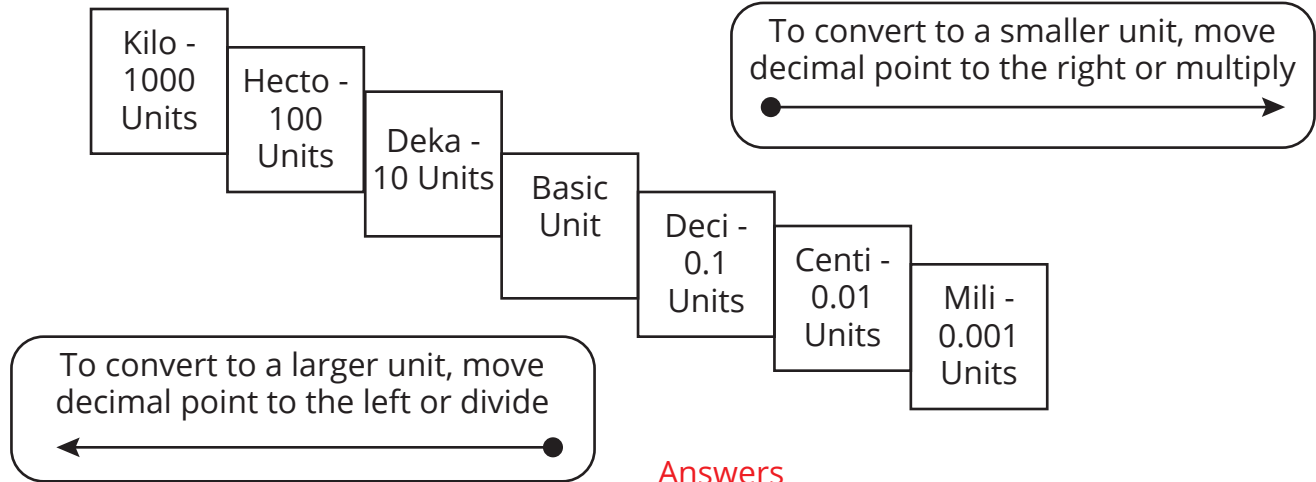 Kilo -
1000
Units
Hecto -
100
Units
Deka -
10 Units
Basic
Unit
Deci -
0.1
Units
Centi -
0.01
Units
Mili -
0.001
Units
To convert to a smaller unit, move
decimal point to the right or multiply
To convert to a larger unit, move
decimal point to the left or divide
Answers